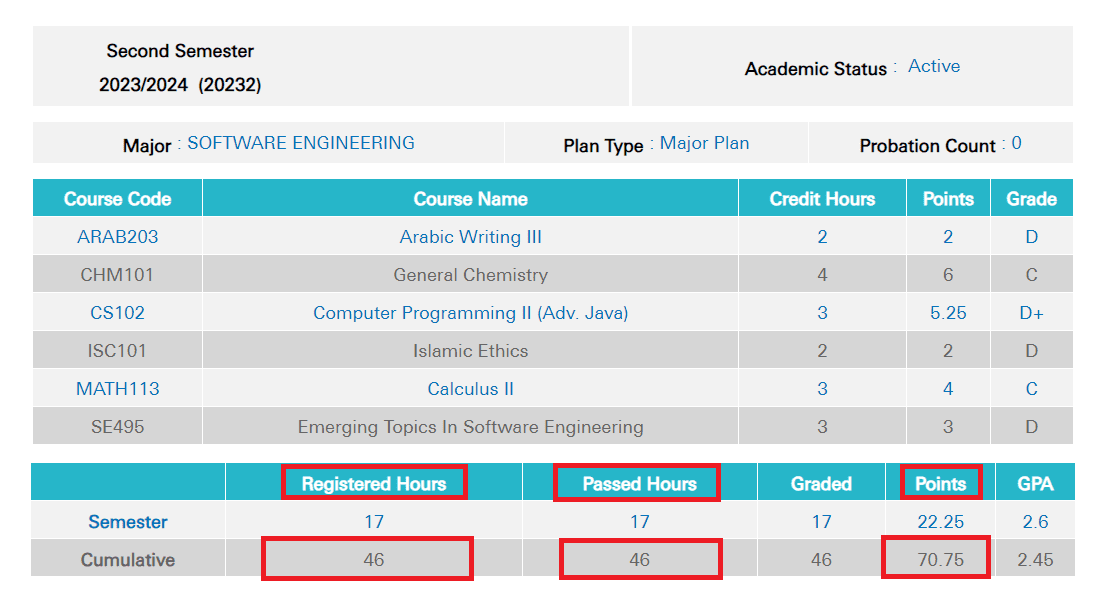 Second Semester
2023/2024 (20232)
Academic Status : Active
Major : SOFTWARE ENGINEERING Plan Type : Major Plan Probation Count : 0
Course Code Course Name Credit Hours Points Grade
ARAB203 Arabic Writing III 2 2 D
CHM101 General Chemistry 4 6 C
CS102 Computer Programming II (Adv. Java) 3 5.25 D+
ISC101 Islamic Ethics 2 2 D
MATH113 Calculus II 3 4 C
SE495 Emerging Topics In Software Engineering 3 3 D
Registered Hours Passed Hours Graded Points GPA
Semester 17 17 17 22.25 2.6
Cumulative 46 46 46 70.75 2.45